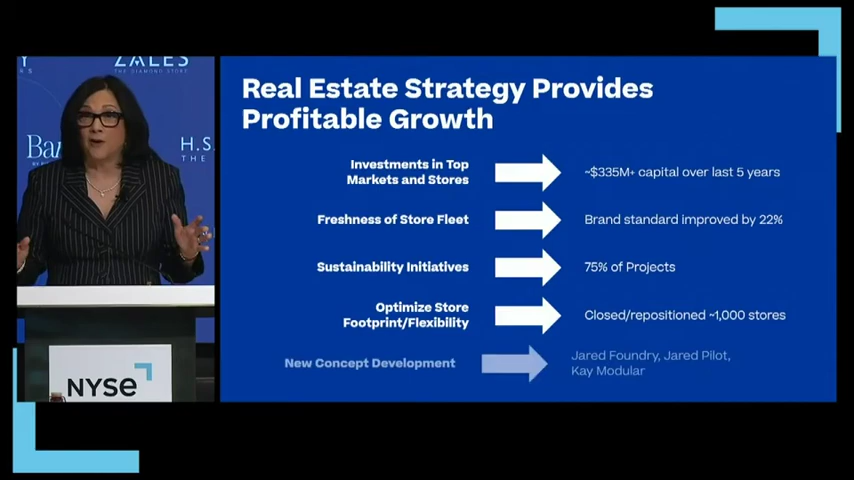 ZALES
THE DIAMOND STORE
Real Estate Strategy Provides
Profitable Growth
Investments in Top
Markets and Stores
~$335M+ capital over last 5 years
Freshness of Store Fleet
Brand standard improved by 22%
Sustainability Initiatives
75% of Projects
Optimize Store
Footprint/Flexibility
Closed/repositioned ~1,000 stores
New Concept Development
Jared Foundry, Jared Pilot,
Kay Modular
NYSE